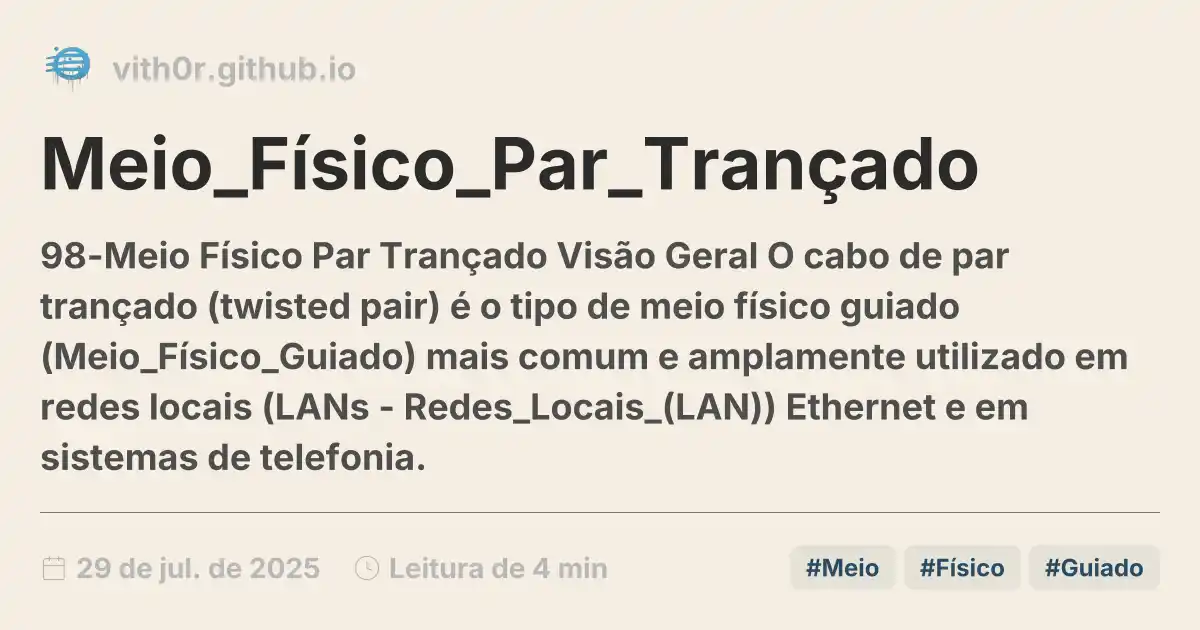 vith0r.github.io
Meio_Físico_Par_Trançado
98-Meio Físico Par Trançado Visão Geral O cabo de par
trançado (twisted pair) é o tipo de meio físico guiado
(Meio_Físico_Guiado) mais comum e amplamente utilizado em
redes locais (LANs - Redes_Locais_(LAN)) Ethernet e em
sistemas de telefonia.
29 de jul. de 2025 Leitura de 4 min #Meio #Físico #Guiado